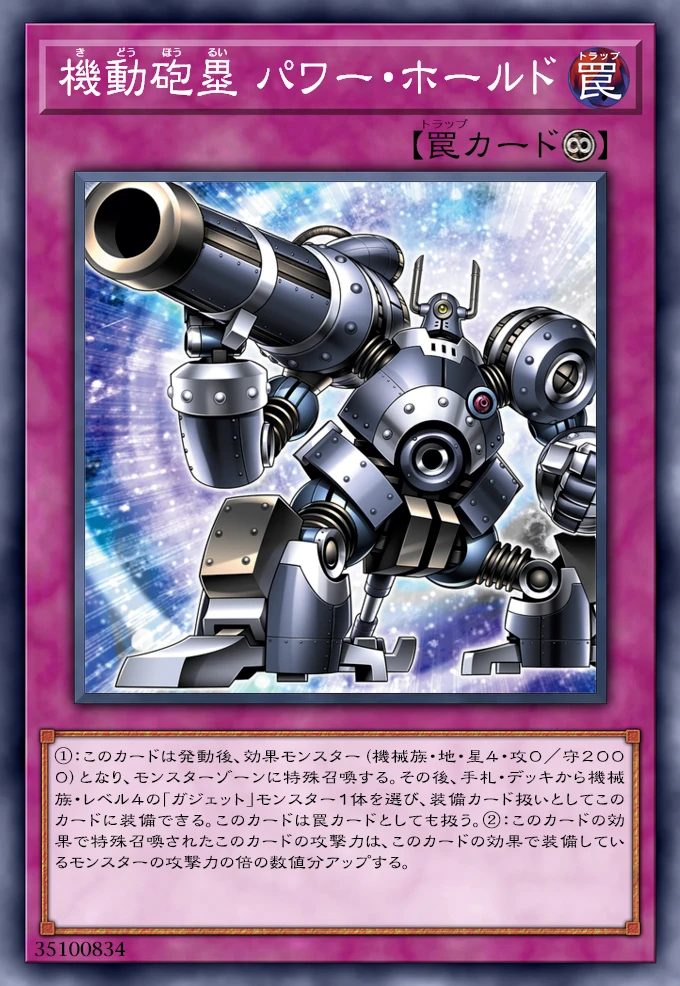 き どう ほう るい
機動砲塁 パワー・ホールド
トラップ
罠
トラップ
【罠カード∞】
①：このカードは発動後、効果モンスター（機械族・地・星４・攻０／守２００
０）となり、モンスターゾーンに特殊召喚する。その後、手札・デッキから機械
族・レベル４の「ガジェット」モンスター１体を選び、装備カード扱いとしてこの
カードに装備できる。このカードは罠カードとしても扱う。②：このカードの効
果で特殊召喚されたこのカードの攻撃力は、このカードの効果で装備してい
るモンスターの攻撃力の倍の数値分アップする。
35100834